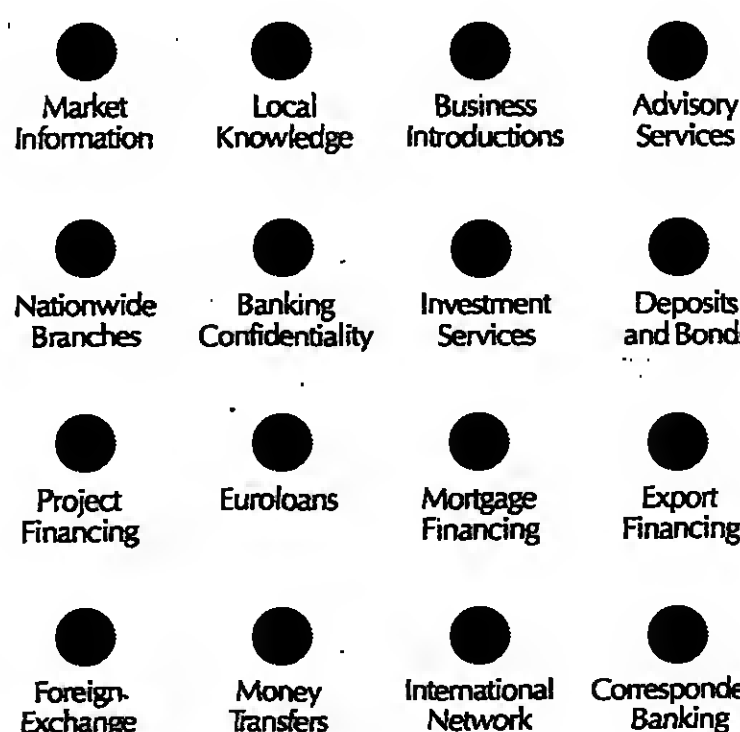 Market Information
Local Knowledge
Business Introductions
Advisory Services
Nationwide Branches
Banking Confidentiality
Investment Services
Deposits and Bond
Project Financing
Euroloans
Mortgage Financing
Export Financing
Foreign Exchange
Money Transfers
International Network
Corresponde
Banking